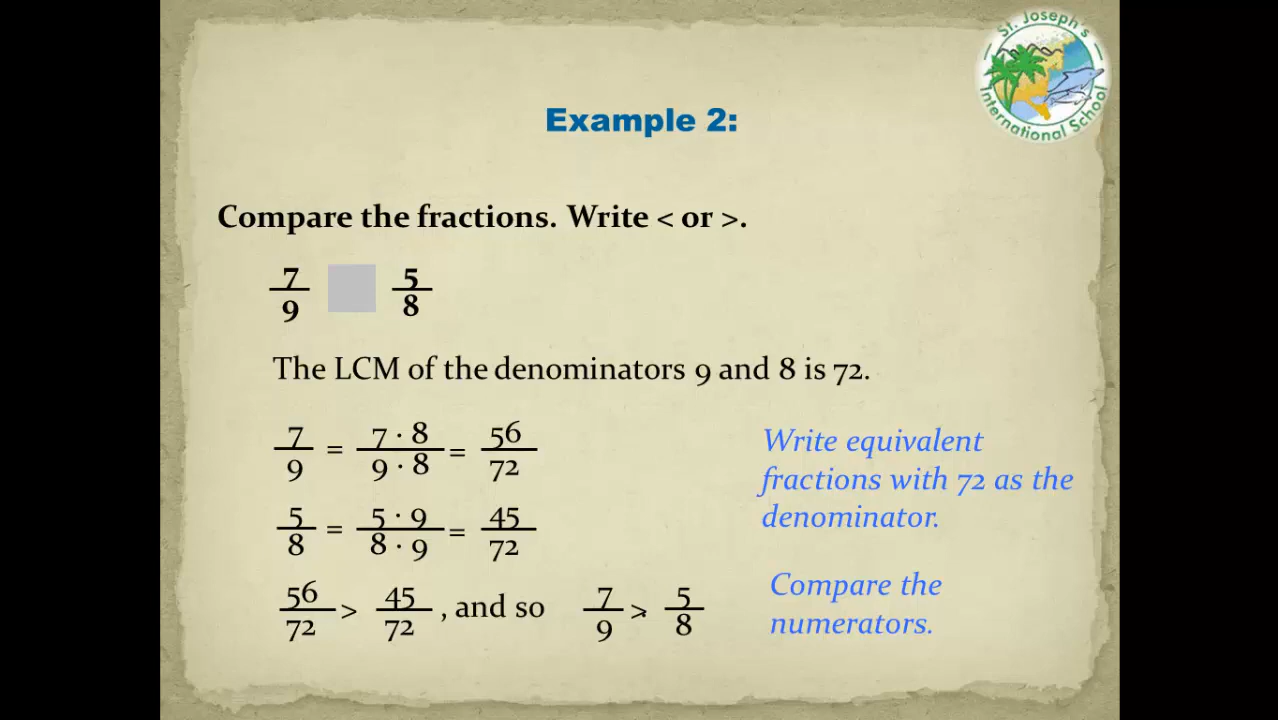 St. Joseph's
International School
Example 2:
Compare the fractions. Write < or >.
7/9 5/8
The LCM of the denominators 9 and 8 is 72.
7/9 = 7 · 8/9 · 8 = 56/72
Write equivalent
fractions with 72 as the
denominator.
5/8 = 5 · 9/8 · 9 = 45/72
56/72 > 45/72 , and so 7/9 > 5/8.
Compare the
numerators.